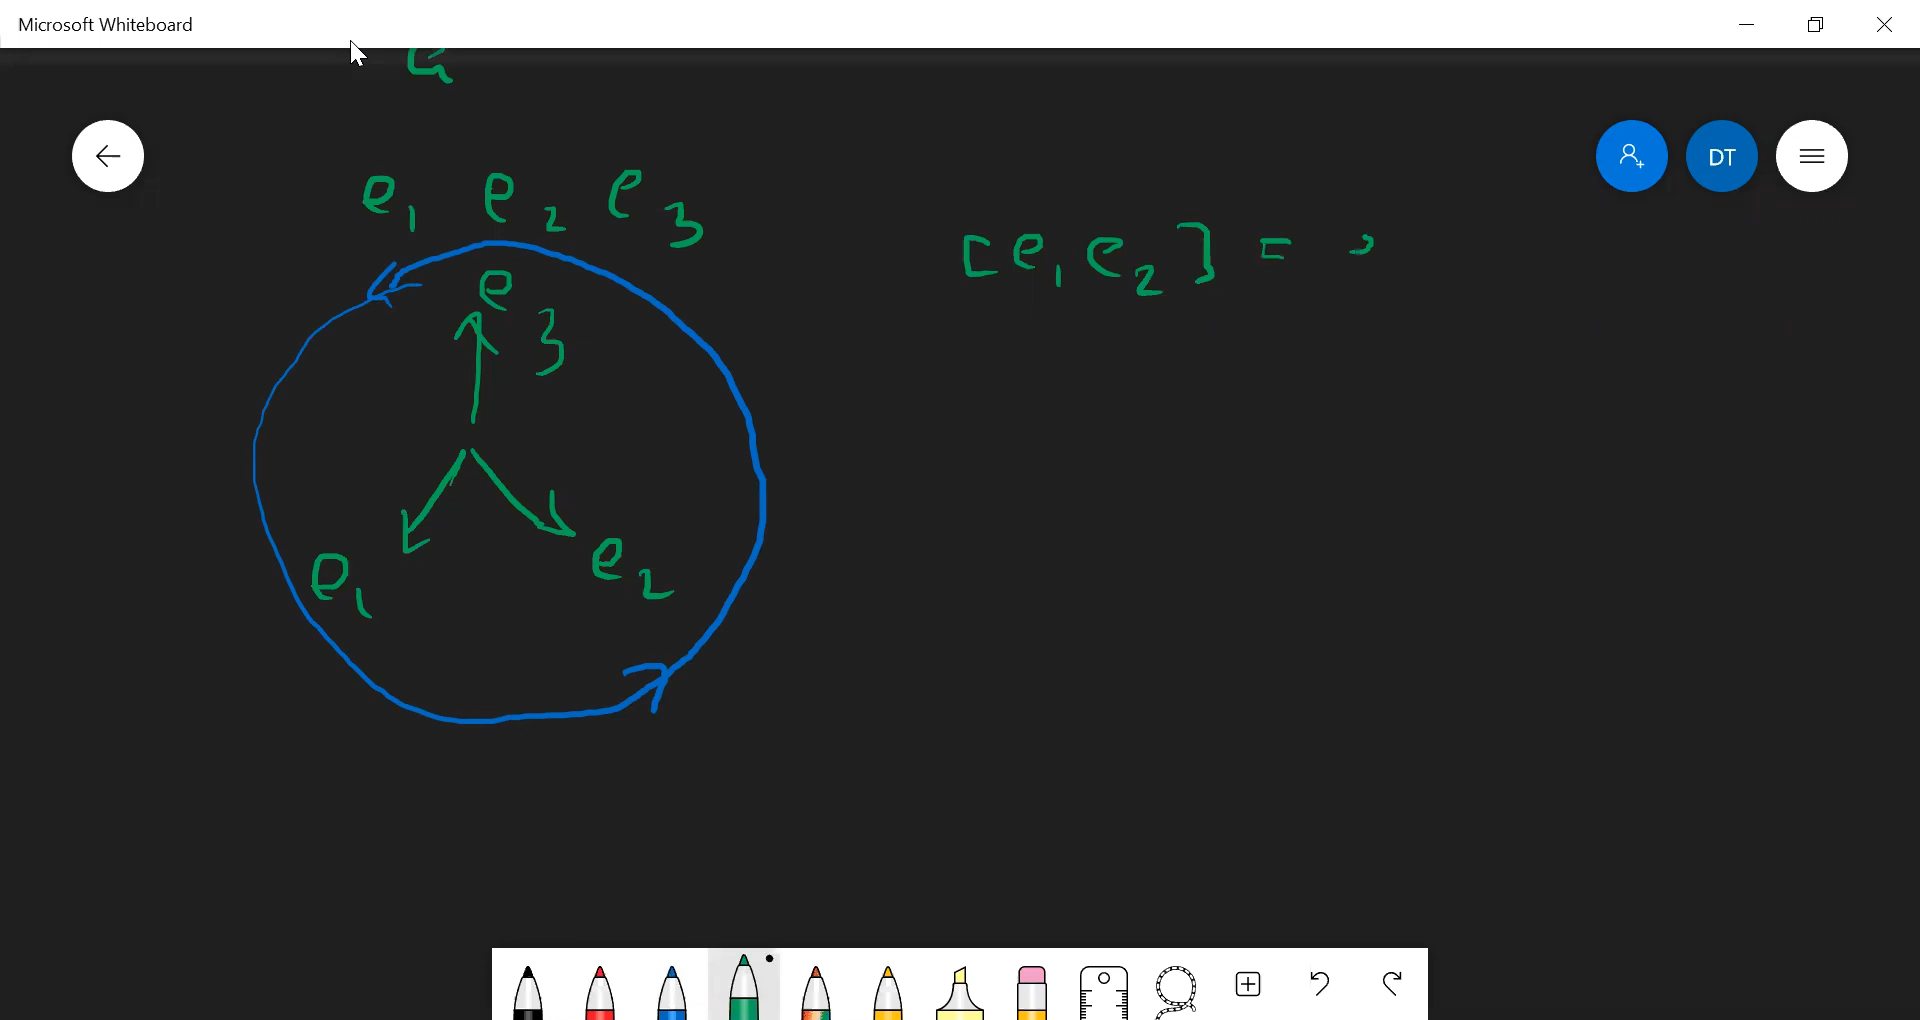 Microsoft Whiteboard
DT
e₁ e₂ e₃
[e₁ e₂] =
e₃
e₁ e₂